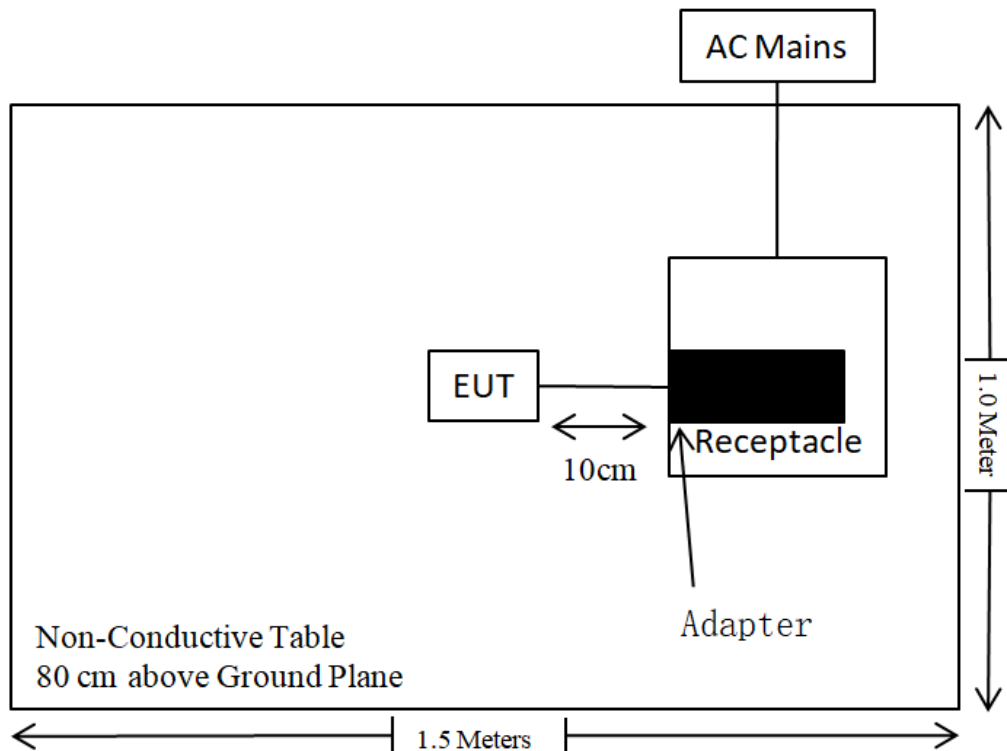 AC Mains
EUT
Receptacle
10cm
1.0 Meter
Adapter
Non-Conductive Table
80 cm above Ground Plane
1.5 Meters